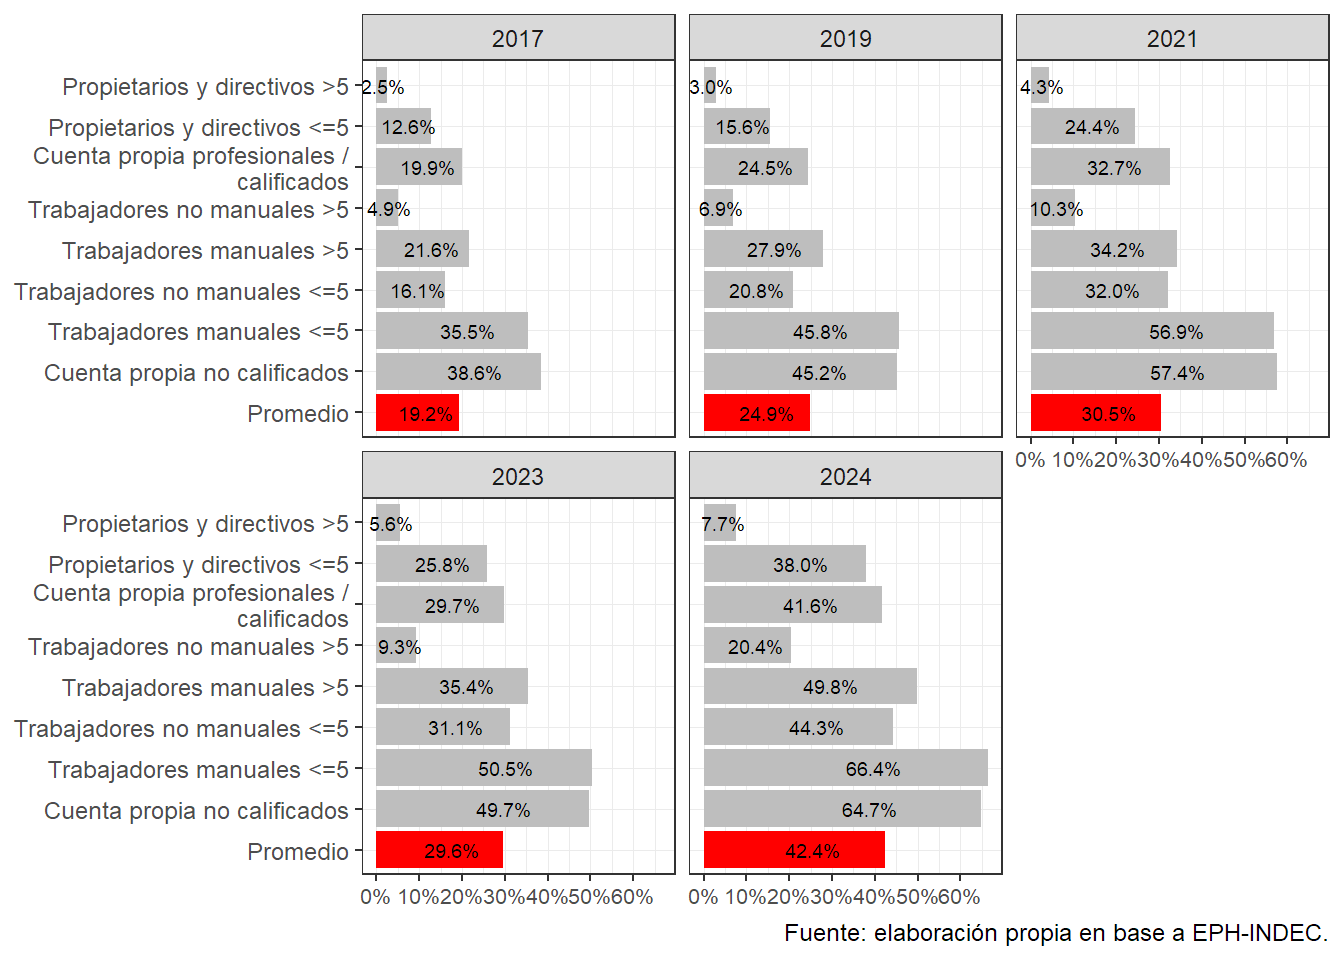 2017
2019
2021
Propietarios y directivos >5
2.5%
3.0%
4.3%
Propietarios y directivos <=5
12.6%
15.6%
24.4%
Cuenta propia profesionales /
calificados
19.9%
24.5%
32.7%
Trabajadores no manuales >5
4.9%
6.9%
10.3%
Trabajadores manuales >5
21.6%
27.9%
34.2%
Trabajadores no manuales <=5
16.1%
20.8%
32.0%
Trabajadores manuales <=5
35.5%
45.8%
56.9%
Cuenta propia no calificados
38.6%
45.2%
57.4%
Promedio
19.2%
24.9%
30.5%
0% 10% 20% 30% 40% 50% 60%
2023
2024
Propietarios y directivos >5
5.6%
7.7%
Propietarios y directivos <=5
25.8%
38.0%
Cuenta propia profesionales /
calificados
29.7%
41.6%
Trabajadores no manuales >5
9.3%
20.4%
Trabajadores manuales >5
35.4%
49.8%
Trabajadores no manuales <=5
31.1%
44.3%
Trabajadores manuales <=5
50.5%
66.4%
Cuenta propia no calificados
49.7%
64.7%
Promedio
29.6%
42.4%
0% 10% 20% 30% 40% 50% 60%
0% 10% 20% 30% 40% 50% 60%
Fuente: elaboración propia en base a EPH-INDEC.